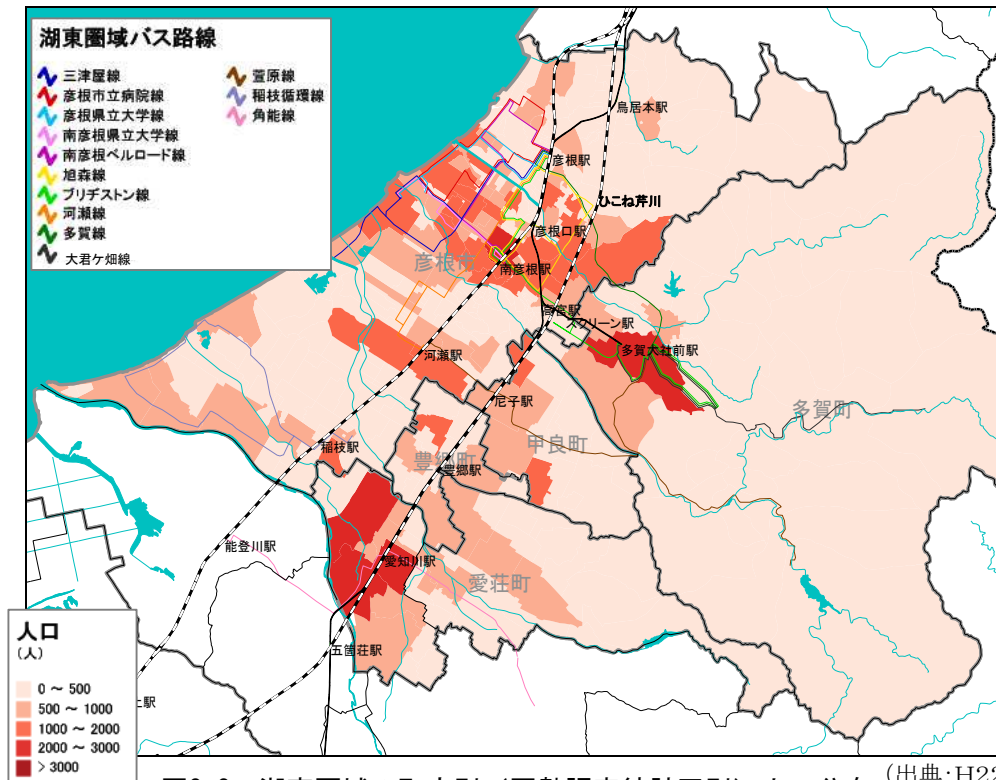 湖東圏域バス路線
三津屋線
彦根市立病院線
彦根県立大学線
南彦根県立大学線
南彦根ベルロード線
旭森線
ブリヂストン線
河瀬線
多賀線
大君ケ畑線
萱原線
稲枝循環線
角能線
鳥居本駅
彦根駅
ひこね芹川
彦根口駅
彦根市
南彦根駅
高宮駅
スクリーン駅
多賀大社前駅
河瀬駅
多賀町
尼子駅
甲良町
稲枝駅
豊郷町
豊郷駅
能登川駅
愛知川駅
愛荘町
五箇荘駅
駅
人口
(人)
0 ~ 500
500 ~ 1000
1000 ~ 2000
2000 ~ 3000
> 3000